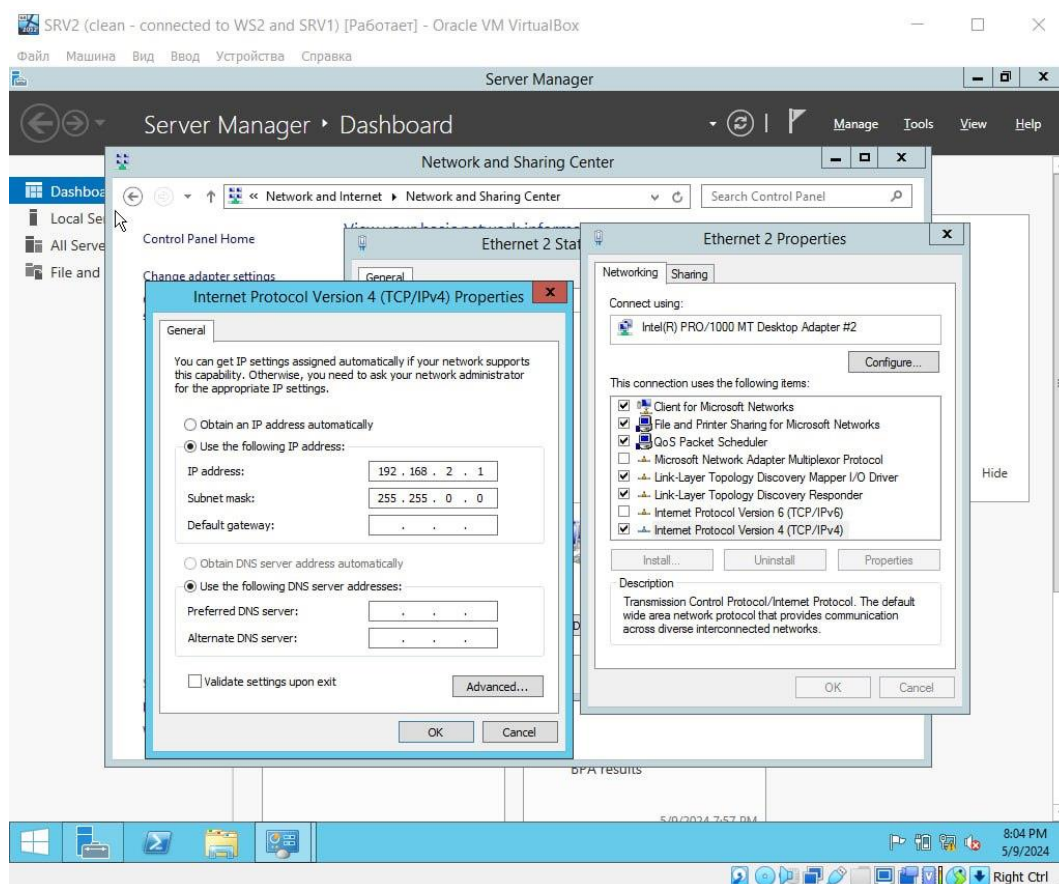 SRV2 (clean - connected to WS2 and SRV1) [Работает] - Oracle VM VirtualBox
Файл Машина Вид Ввод Устройства Справка
Server Manager
Server Manager ‣ Dashboard
Manage Tools View Help
Network and Sharing Center
« Network and Internet ▸ Network and Sharing Center
Search Control Panel
Dashboa
Local Se
All Serve
File and
Control Panel Home
Change adapter settings
Ethernet 2 Stat
General
Ethernet 2 Properties
Networking Sharing
Connect using:
Intel(R) PRO/1000 MT Desktop Adapter #2
Configure...
This connection uses the following items:
Client for Microsoft Networks
File and Printer Sharing for Microsoft Networks
QoS Packet Scheduler
Microsoft Network Adapter Multiplexor Protocol
Link-Layer Topology Discovery Mapper I/O Driver
Link-Layer Topology Discovery Responder
Internet Protocol Version 6 (TCP/IPv6)
Internet Protocol Version 4 (TCP/IPv4)
Install... Uninstall Properties
Description
Transmission Control Protocol/Internet Protocol. The default
wide area network protocol that provides communication
across diverse interconnected networks.
OK Cancel
Hide
Internet Protocol Version 4 (TCP/IPv4) Properties
General
You can get IP settings assigned automatically if your network supports
this capability. Otherwise, you need to ask your network administrator
for the appropriate IP settings.
Obtain an IP address automatically
Use the following IP address:
IP address: 192 . 168 . 2 . 1
Subnet mask: 255 . 255 . 0 . 0
Default gateway: . . .
Obtain DNS server address automatically
Use the following DNS server addresses:
Preferred DNS server: . . .
Alternate DNS server: . . .
Validate settings upon exit
Advanced...
OK Cancel
BPA results
5/9/2024 7:57 PM
8:04 PM
5/9/2024
Right Ctrl